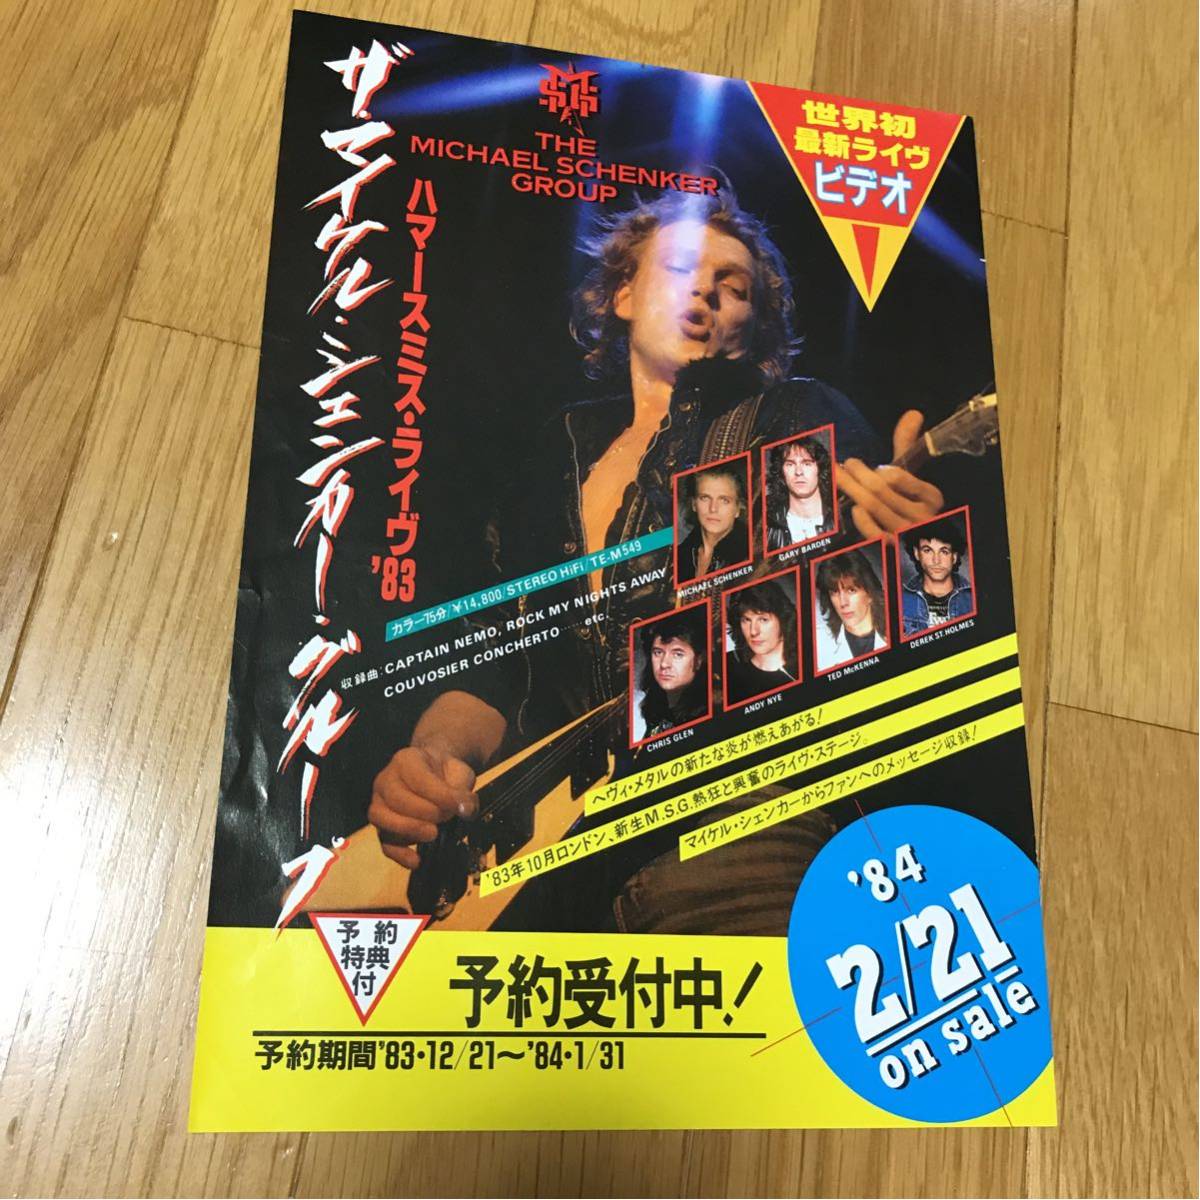 ザ・マイケル・シェンカー・グループ
ハマースミス・ライヴ'83
MSG
THE
MICHAEL SCHENKER
GROUP
世界初
最新ライヴ
ビデオ
!
カラー75分/¥14,800/STEREO HiFi/TE-M549
収録曲:CAPTAIN NEMO, ROCK MY NIGHTS AWAY
COUVOSIER CONCHERTO……etc.
MICHAEL SCHENKER
GARY BARDEN
CHRIS GLEN
ANDY NYE
TED McKENNA
DEREK ST.HOLMES
ヘヴィ・メタルの新たな炎が燃えあがる!
'83年10月ロンドン、新生M.S.G.熱狂と興奮のライヴ・ステージ。
マイケル・シェンカーからファンへのメッセージ収録!
'84
2/21
on sale
予約
特典
付
予約受付中!
予約期間'83・12/21〜'84・1/31